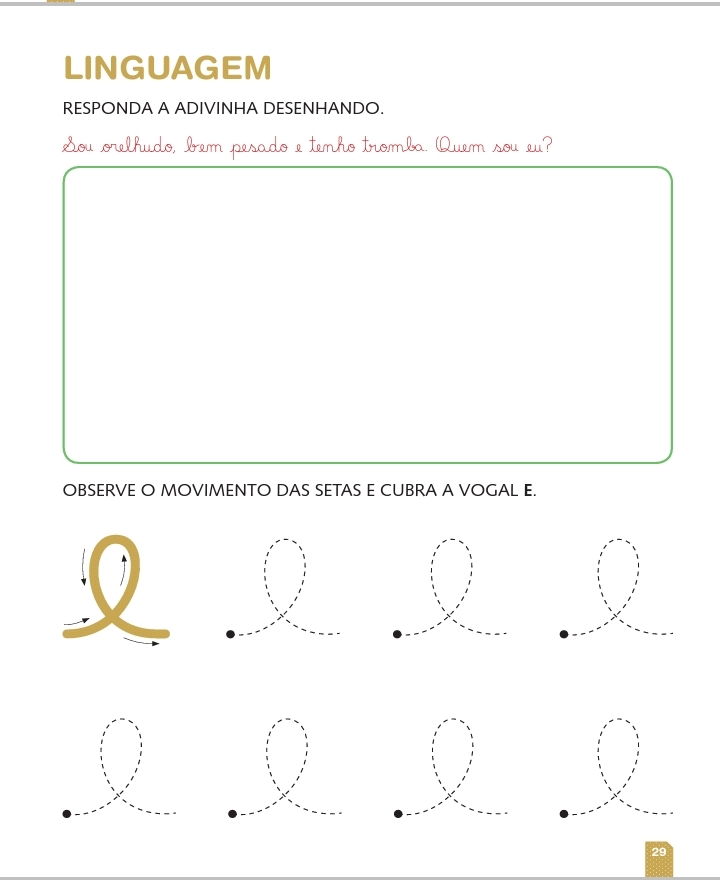 LINGUAGEM
RESPONDA A ADIVINHA DESENHANDO.
Sou orelhudo, bem pesado e tenho tromba. Quem sou eu?
OBSERVE O MOVIMENTO DAS SETAS E CUBRA A VOGAL E.
e
29